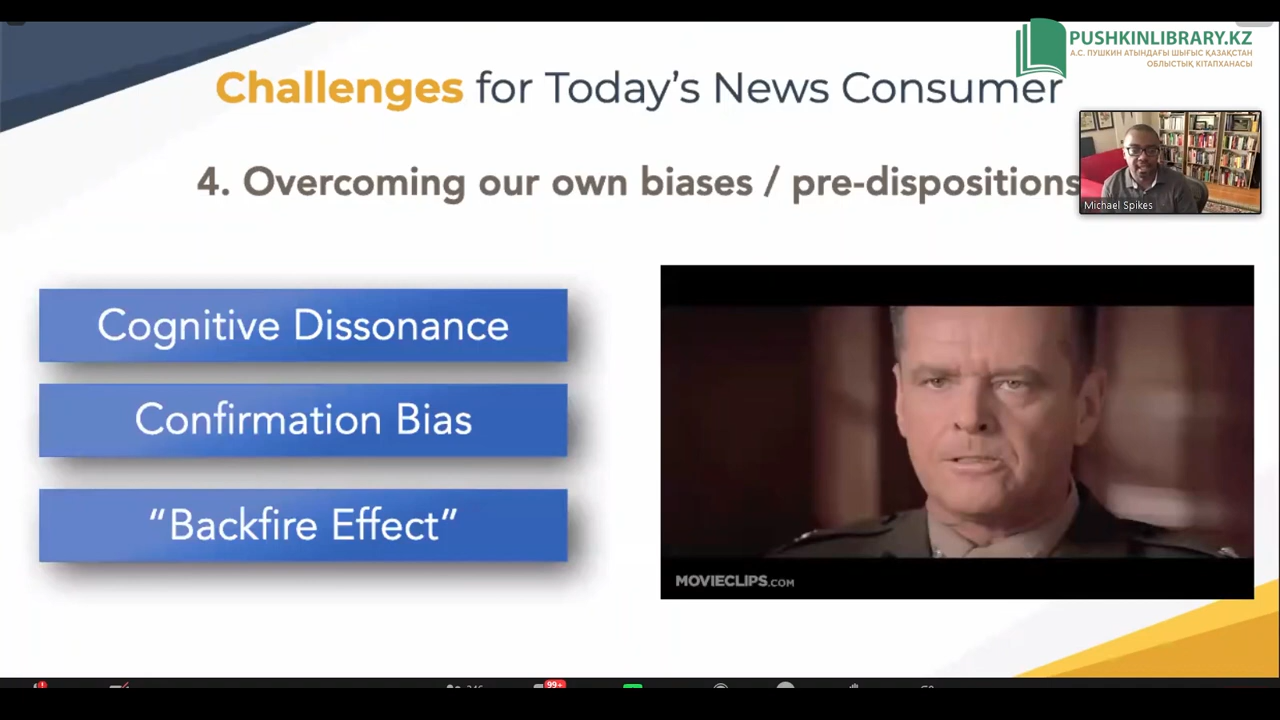 PUSHKINLIBRARY.KZ
А.С. ПУШКИН АТЫНДАҒЫ ШЫҒЫС ҚАЗАҚСТАН
ОБЛЫСТЫҚ КІТАПХАНАСЫ
Challenges for Today’s News Consumer
4. Overcoming our own biases / pre-dispositions
Michael Spikes
Cognitive Dissonance
Confirmation Bias
“Backfire Effect”
MOVIECLIPS.COM
99+